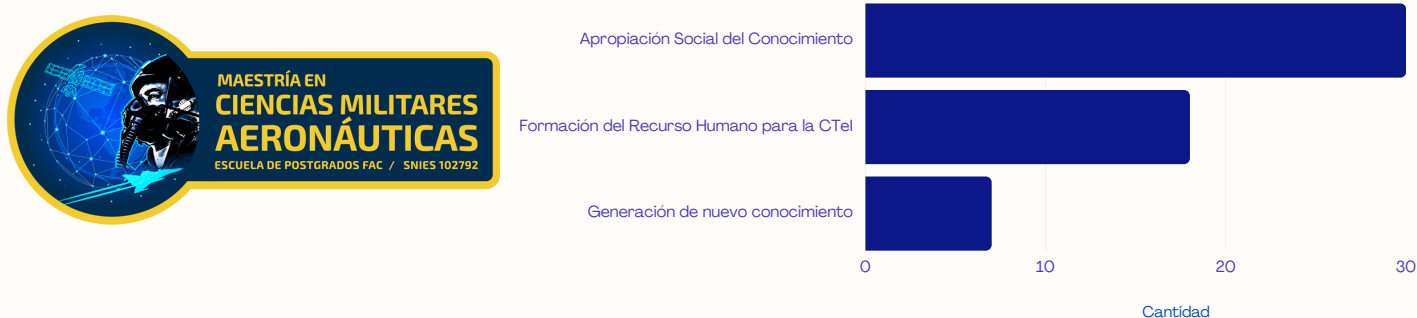 MAESTRÍA EN
CIENCIAS MILITARES
AERONÁUTICAS
ESCUELA DE POSTGRADOS FAC / SNIES 102792
Apropiación Social del Conocimiento
Formación del Recurso Humano para la CTeI
Generación de nuevo conocimiento
0 10 20 30
Cantidad